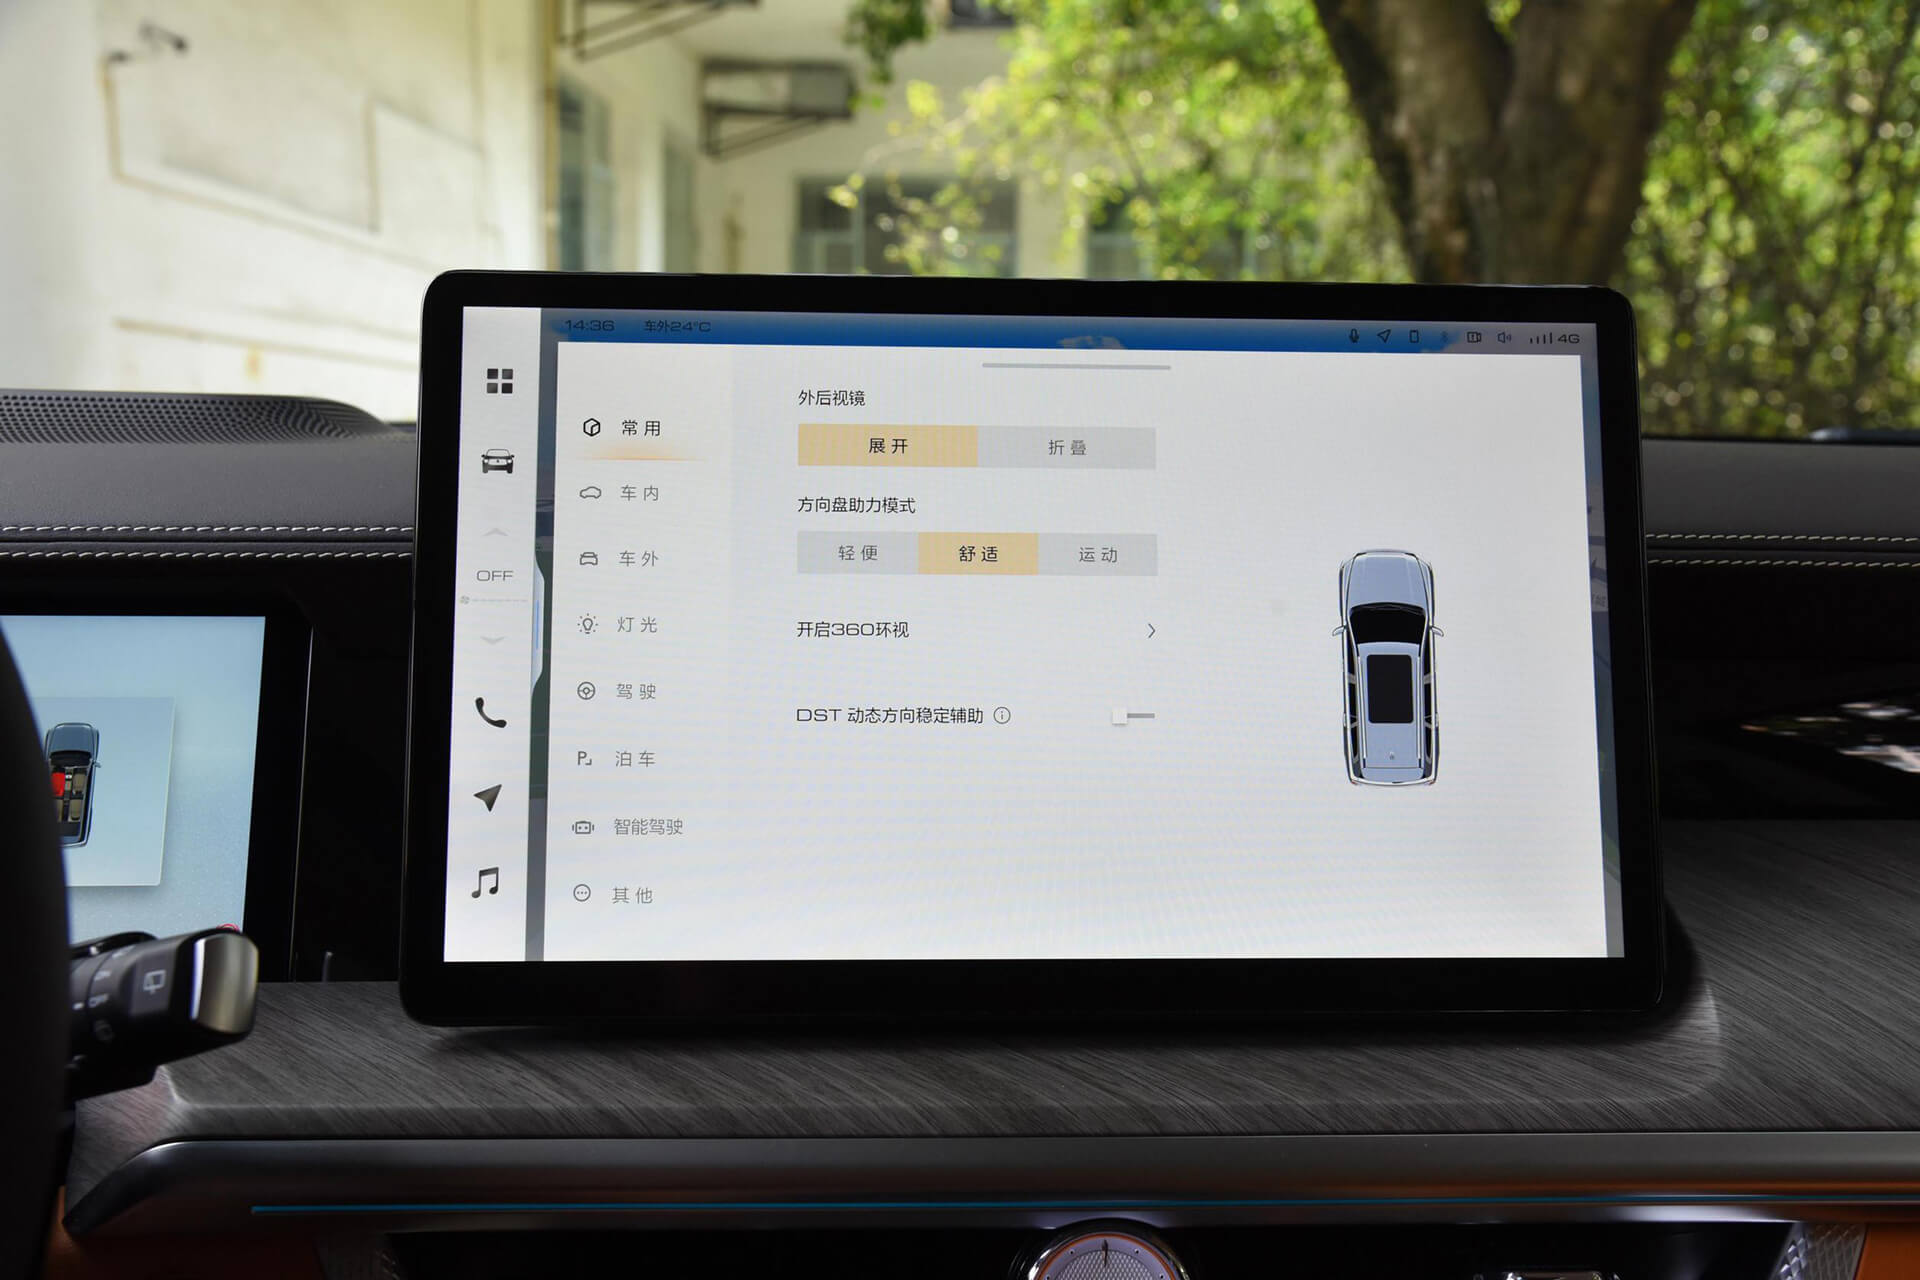 14:36 车外24°C
4G
OFF
常用
车内
车外
灯光
驾驶
泊车
智能驾驶
其他
外后视镜
展开 折叠
方向盘助力模式
轻便 舒适 运动
开启360环视
DST 动态方向稳定辅助
OFF